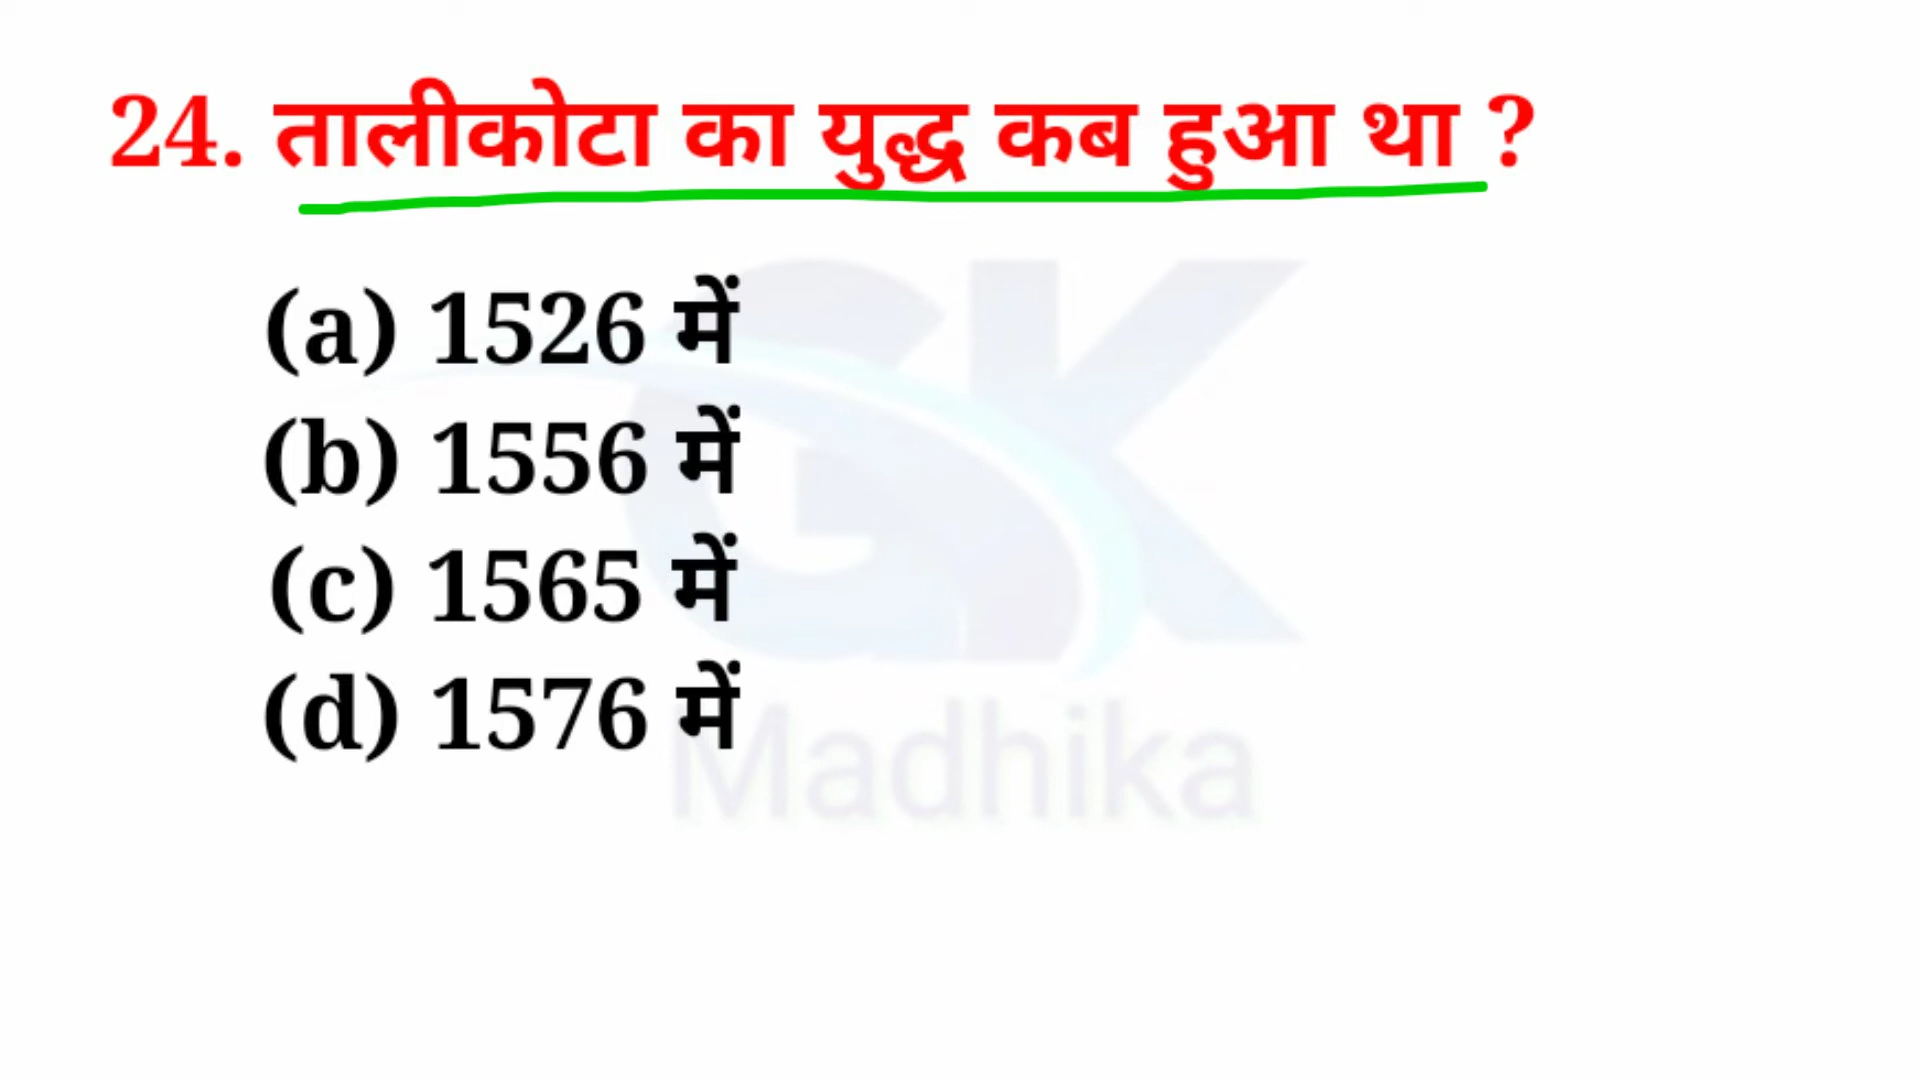 24. तालीकोटा का युद्ध कब हुआ था ?
(a) 1526 में
(b) 1556 में
(c) 1565 में
(d) 1576 में
GK
Madhika